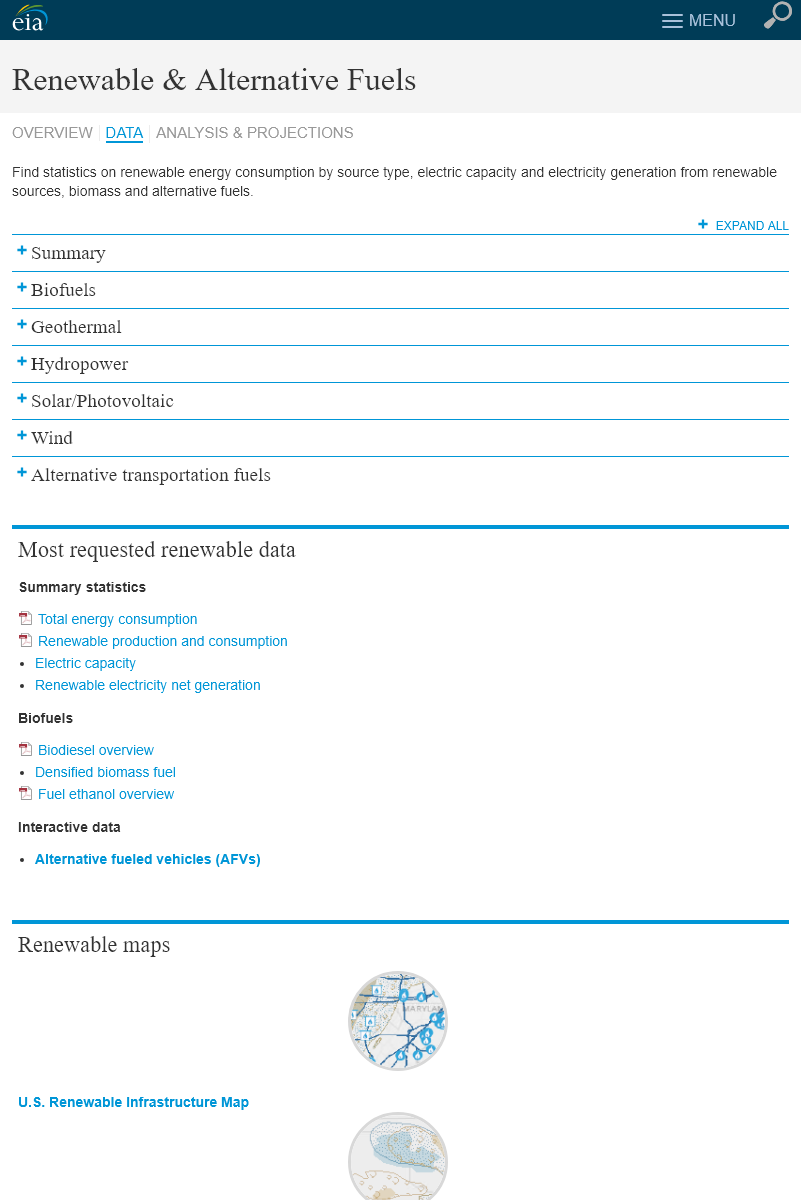 eia
MENU
Renewable & Alternative Fuels
OVERVIEW DATA ANALYSIS & PROJECTIONS
Find statistics on renewable energy consumption by source type, electric capacity and electricity generation from renewable
sources, biomass and alternative fuels.
+ EXPAND ALL
+ Summary
+ Biofuels
+ Geothermal
+ Hydropower
+ Solar/Photovoltaic
+ Wind
+ Alternative transportation fuels
Most requested renewable data
Summary statistics
Total energy consumption
Renewable production and consumption
• Electric capacity
• Renewable electricity net generation
Biofuels
Biodiesel overview
• Densified biomass fuel
Fuel ethanol overview
Interactive data
• Alternative fueled vehicles (AFVs)
Renewable maps
MARYLAN
U.S. Renewable Infrastructure Map